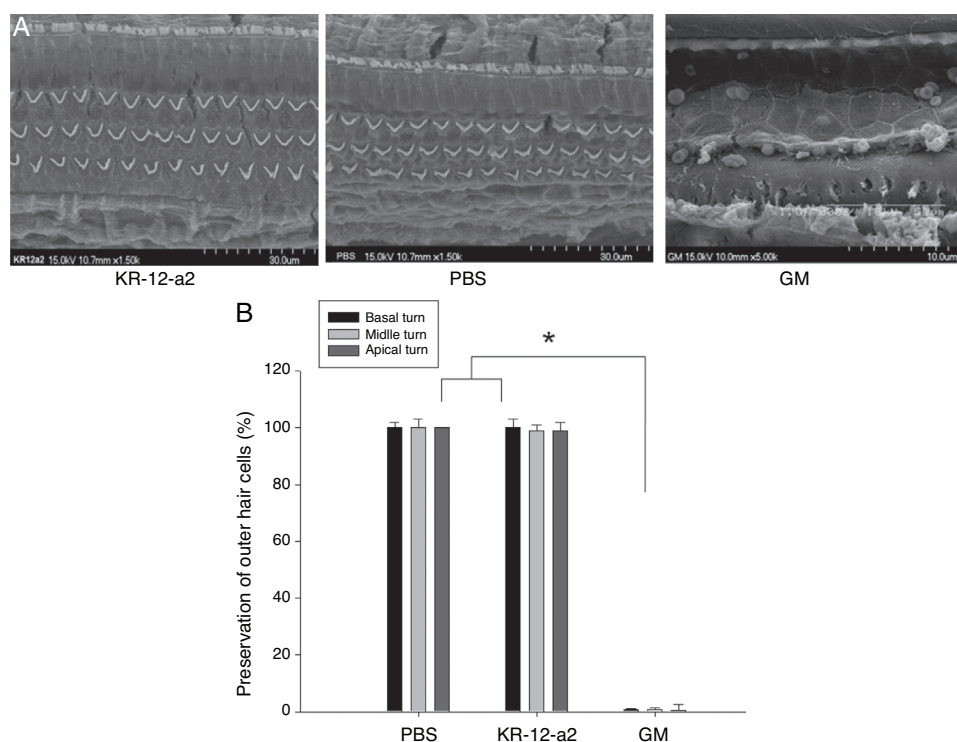 A
KR12a2 15.0kV 10.7mm x1.50k 30.0um
PBS 15.0kV 10.7mm x1.50k 30.0um
GM 15.0kV 10.0mm x5.00k 10.0um
KR-12-a2 PBS GM
B
Basal turn
Midlle turn
Apical turn
*
120
100
80
60
40
20
0
Preservation of outer hair cells (%)
PBS KR-12-a2 GM